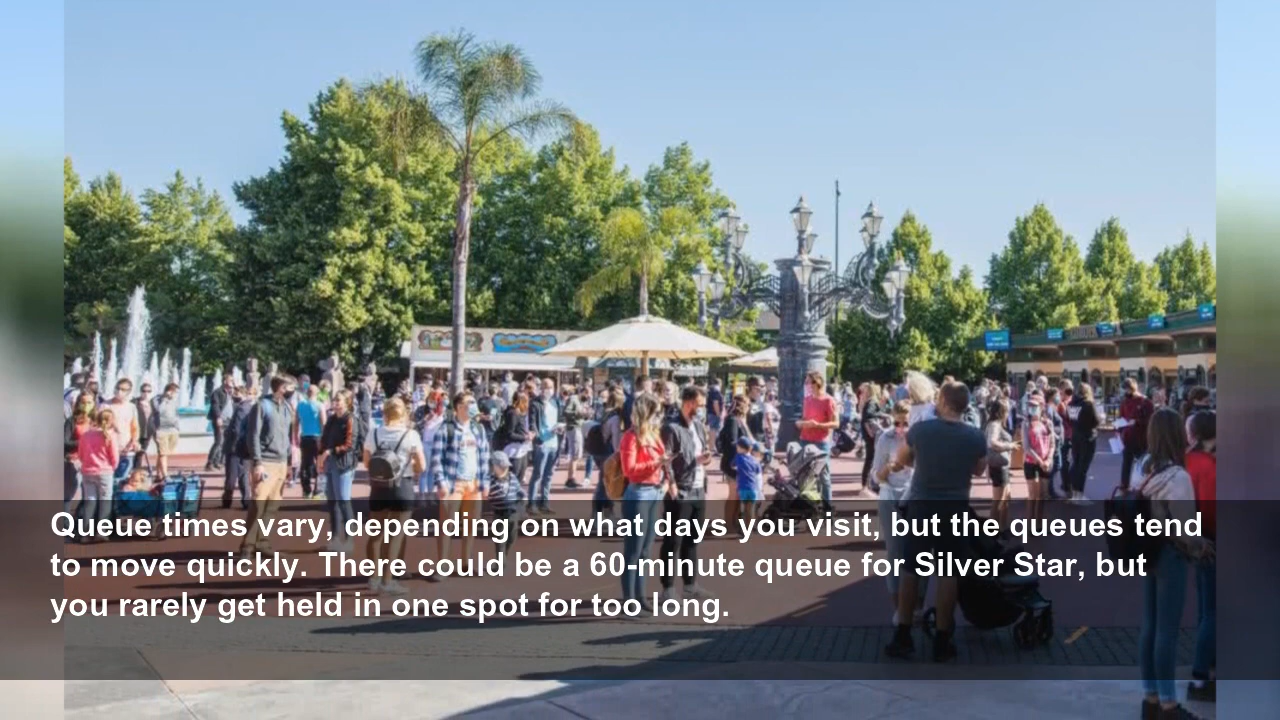 Queue times vary, depending on what days you visit, but the queues tend
to move quickly. There could be a 60-minute queue for Silver Star, but
you rarely get held in one spot for too long.